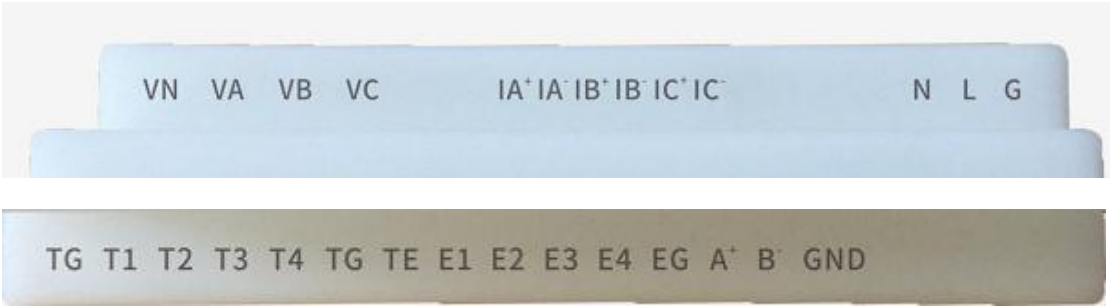 VN VA VB VC IA⁺ IA⁻ IB⁺ IB⁻ IC⁺ IC⁻ N L G
TG T1 T2 T3 T4 TG TE E1 E2 E3 E4 EG A⁺ B⁻ GND